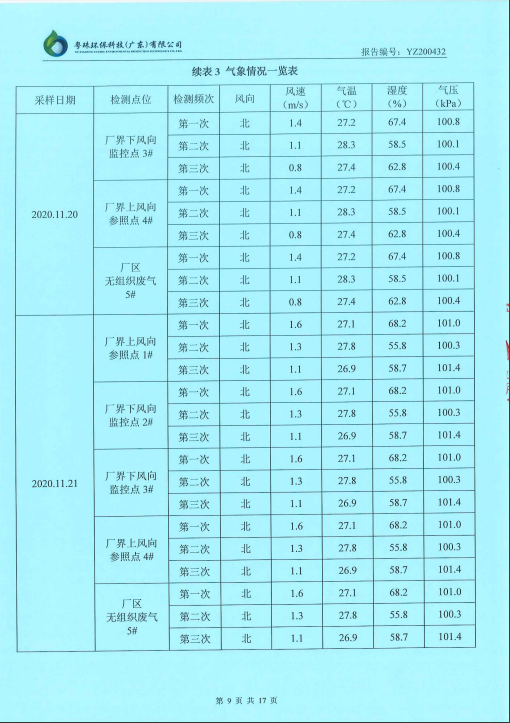 粤珠环保科技(广东)有限公司
报告编号：YZ200432
续表 3 气象情况一览表
采样日期 检测点位 检测频次 风向 风速（m/s） 气温（℃） 湿度（%） 气压（kPa）
2020.11.20
厂界下风向监控点 3#
第一次 北 1.4 27.2 67.4 100.8
第二次 北 1.1 28.3 58.5 100.1
第三次 北 0.8 27.4 62.8 100.4
厂界上风向参照点 4#
第一次 北 1.4 27.2 67.4 100.8
第二次 北 1.1 28.3 58.5 100.1
第三次 北 0.8 27.4 62.8 100.4
厂区无组织废气 5#
第一次 北 1.4 27.2 67.4 100.8
第二次 北 1.1 28.3 58.5 100.1
第三次 北 0.8 27.4 62.8 100.4
2020.11.21
厂界上风向参照点 1#
第一次 北 1.6 27.1 68.2 101.0
第二次 北 1.3 27.8 55.8 100.3
第三次 北 1.1 26.9 58.7 101.4
厂界下风向监控点 2#
第一次 北 1.6 27.1 68.2 101.0
第二次 北 1.3 27.8 55.8 100.3
第三次 北 1.1 26.9 58.7 101.4
厂界下风向监控点 3#
第一次 北 1.6 27.1 68.2 101.0
第二次 北 1.3 27.8 55.8 100.3
第三次 北 1.1 26.9 58.7 101.4
厂界上风向参照点 4#
第一次 北 1.6 27.1 68.2 101.0
第二次 北 1.3 27.8 55.8 100.3
第三次 北 1.1 26.9 58.7 101.4
厂区无组织废气 5#
第一次 北 1.6 27.1 68.2 101.0
第二次 北 1.3 27.8 55.8 100.3
第三次 北 1.1 26.9 58.7 101.4
第 9 页 共 17 页